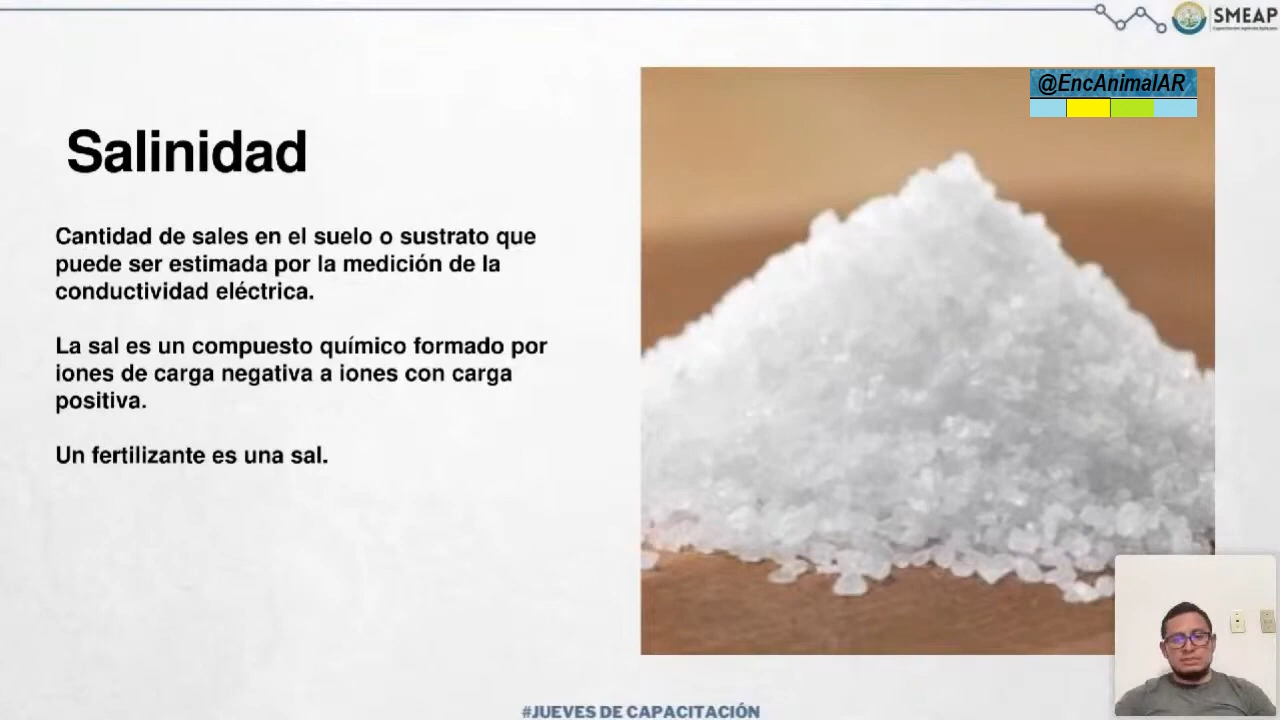 SMEAP
@EncAnimalAR
Salinidad
Cantidad de sales en el suelo o sustrato que
puede ser estimada por la medición de la
conductividad eléctrica.
La sal es un compuesto químico formado por
iones de carga negativa a iones con carga
positiva.
Un fertilizante es una sal.
#JUEVES DE CAPACITACIÓN